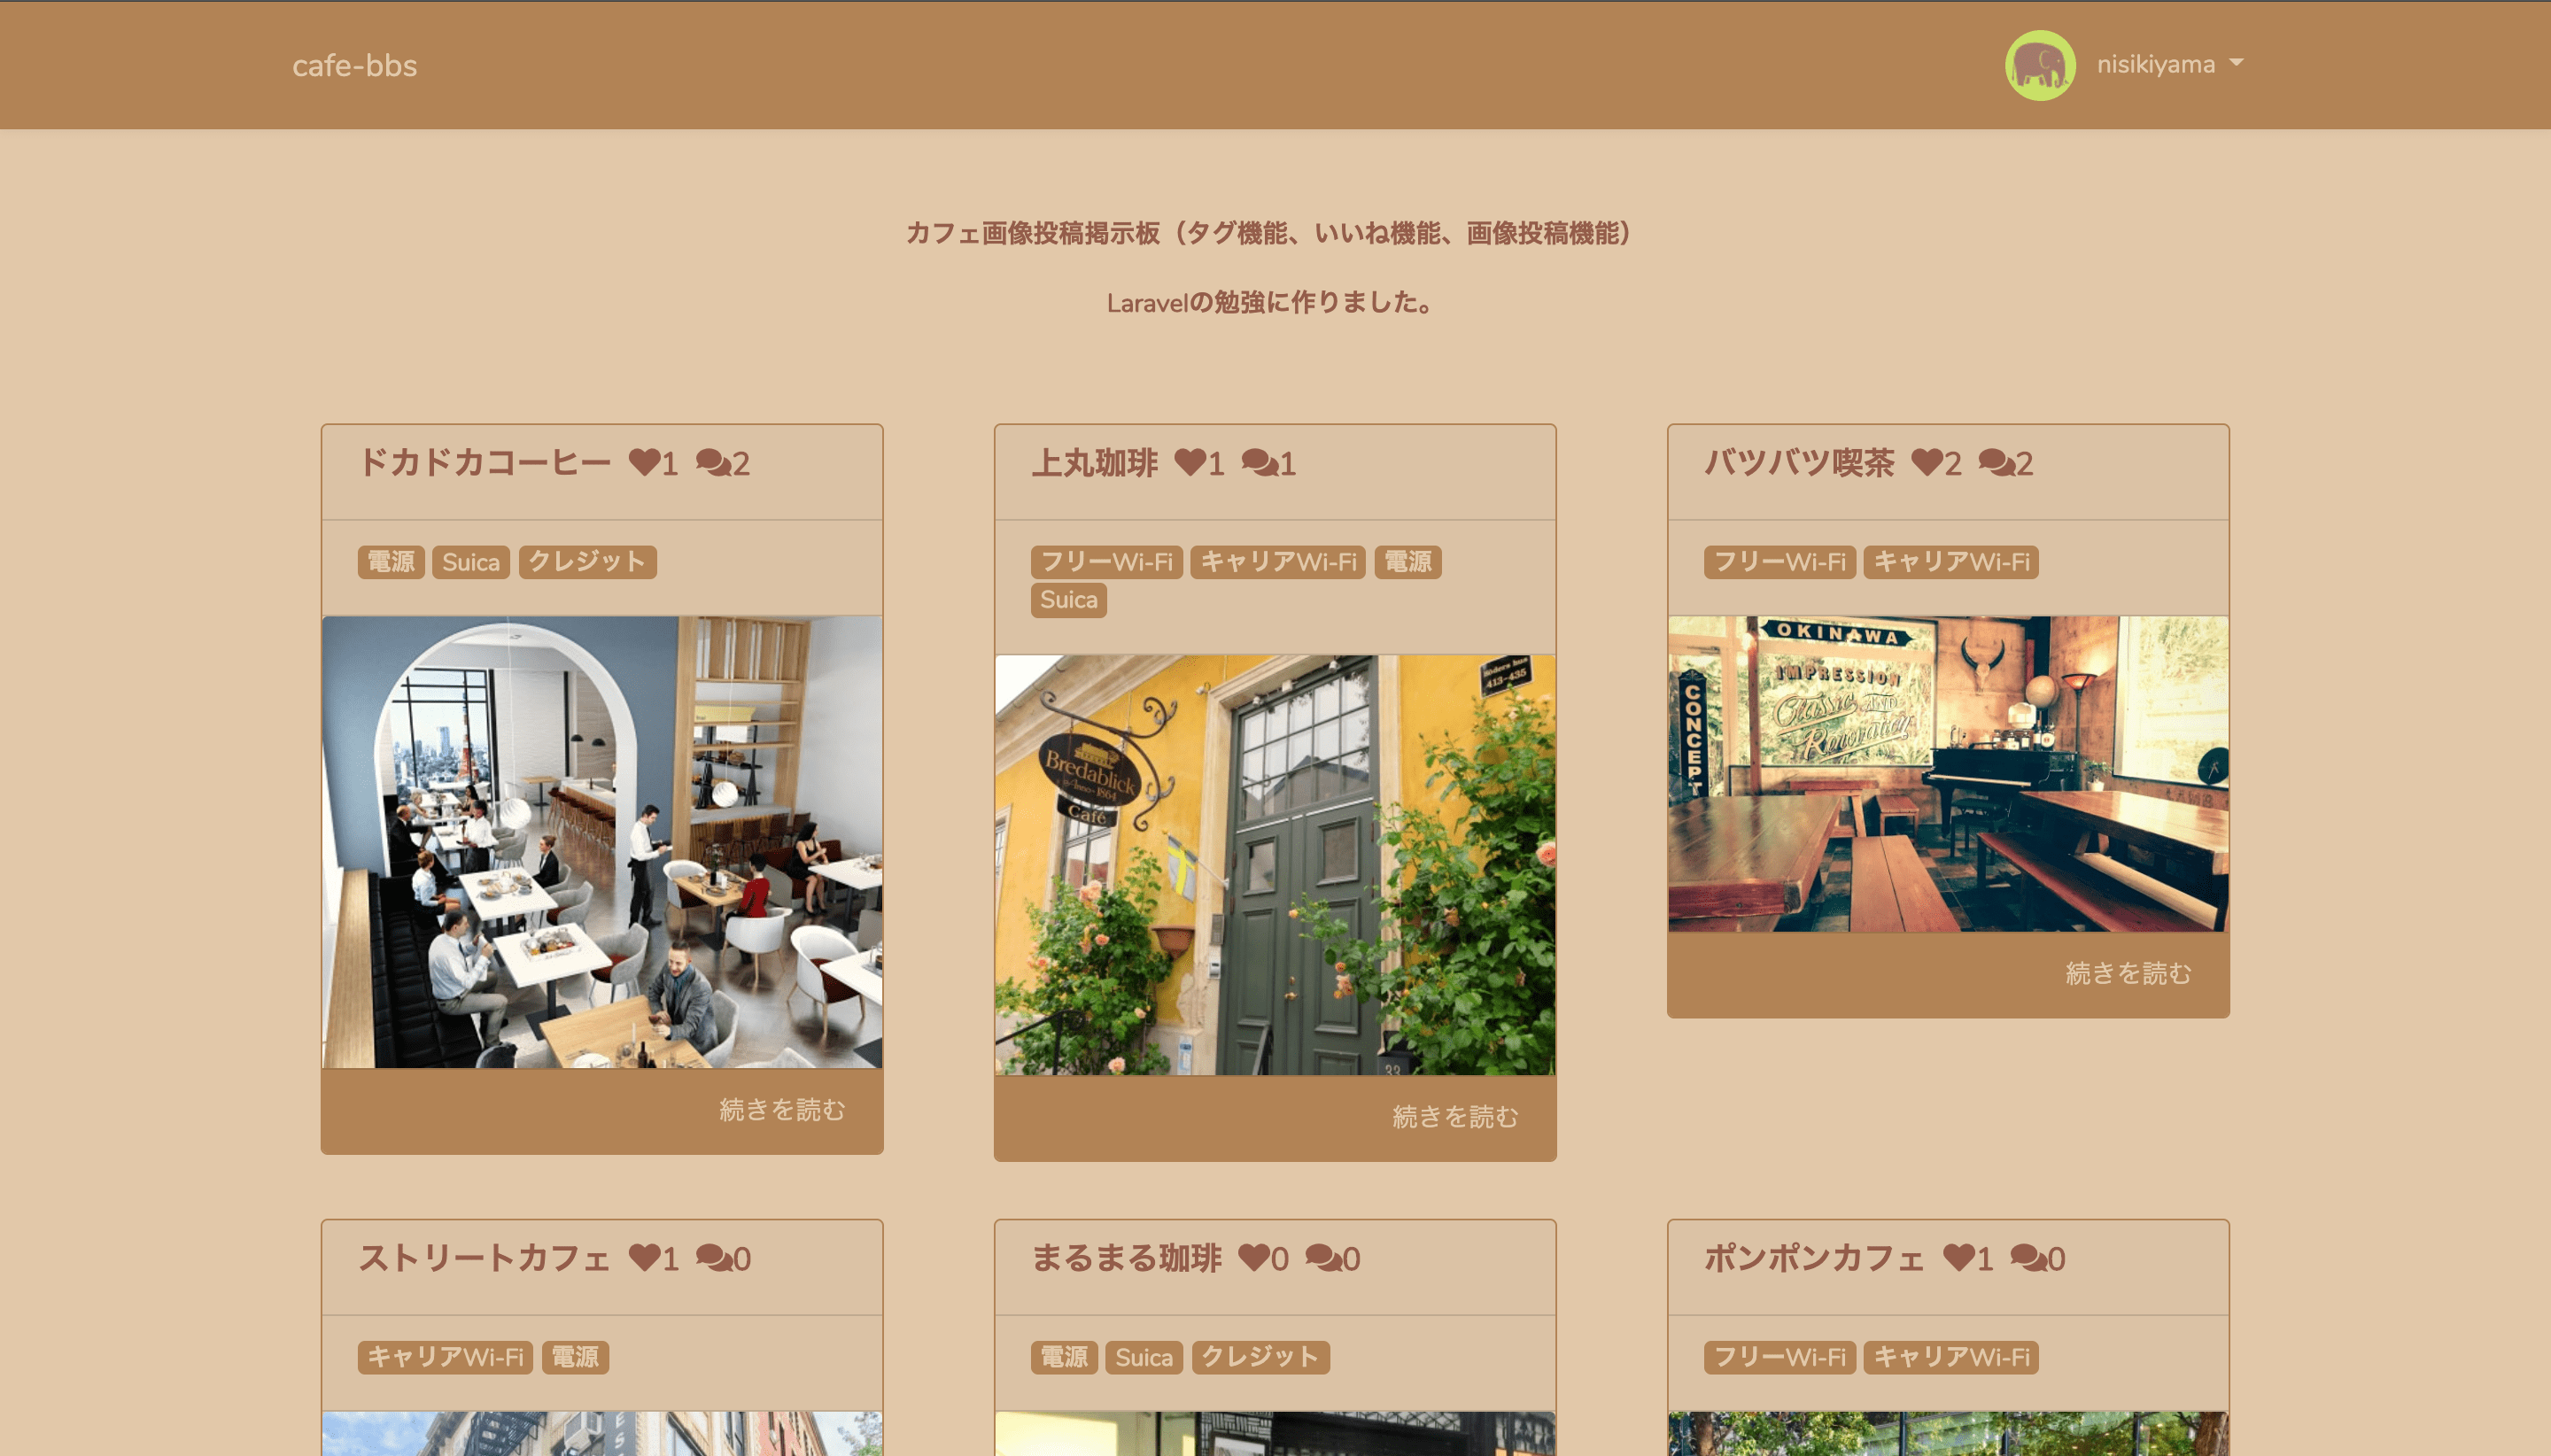 cafe-bbs
nisikiyama
カフェ画像投稿掲示板（タグ機能、いいね機能、画像投稿機能）
Laravelの勉強に作りました。
ドカドカコーヒー 1 2
電源 Suica クレジット
続きを読む
上丸珈琲 1 1
フリーWi-Fi キャリアWi-Fi 電源
Suica
413-435
Bredablick
1864
Café
33
続きを読む
バツバツ喫茶 2 2
フリーWi-Fi キャリアWi-Fi
OKINAWA
IMPRESSION
CONCEPT
Classic AND
Renovation
続きを読む
ストリートカフェ 1 0
キャリアWi-Fi 電源
まるまる珈琲 0 0
電源 Suica クレジット
ポンポンカフェ 1 0
フリーWi-Fi キャリアWi-Fi